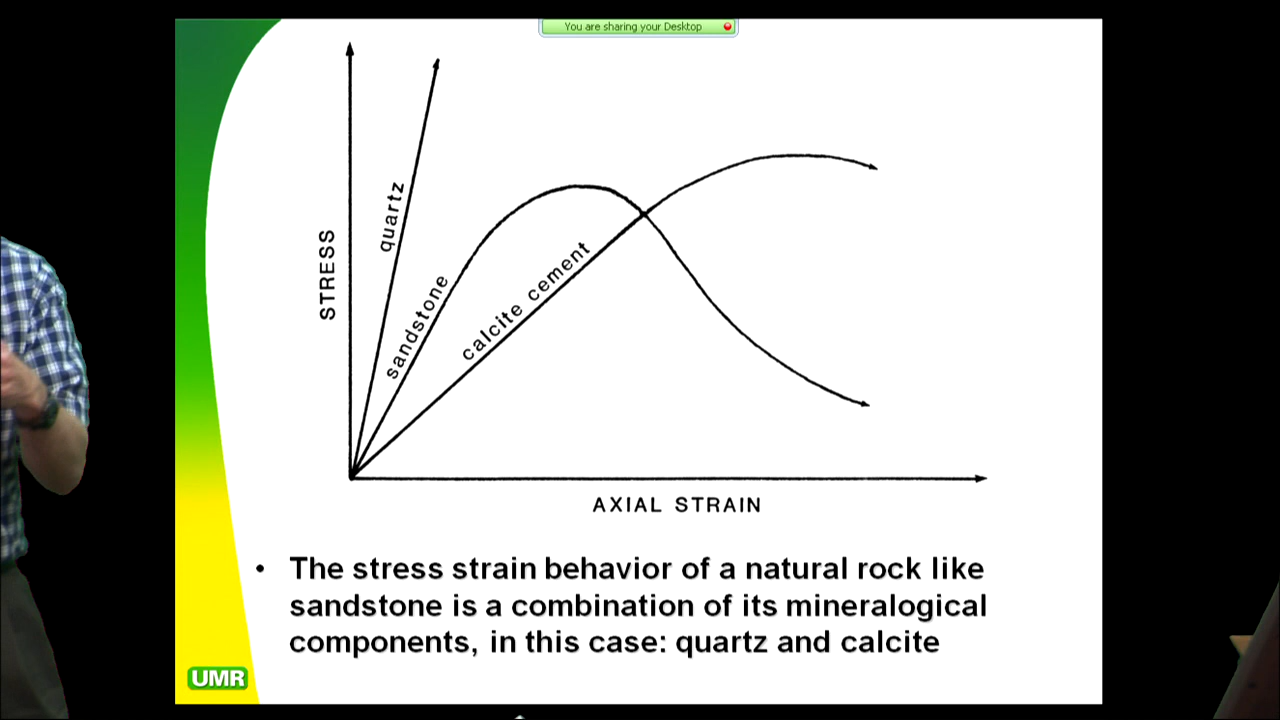 You are sharing your Desktop
STRESS
quartz
sandstone
calcite cement
AXIAL STRAIN
• The stress strain behavior of a natural rock like
sandstone is a combination of its mineralogical
components, in this case: quartz and calcite
UMR